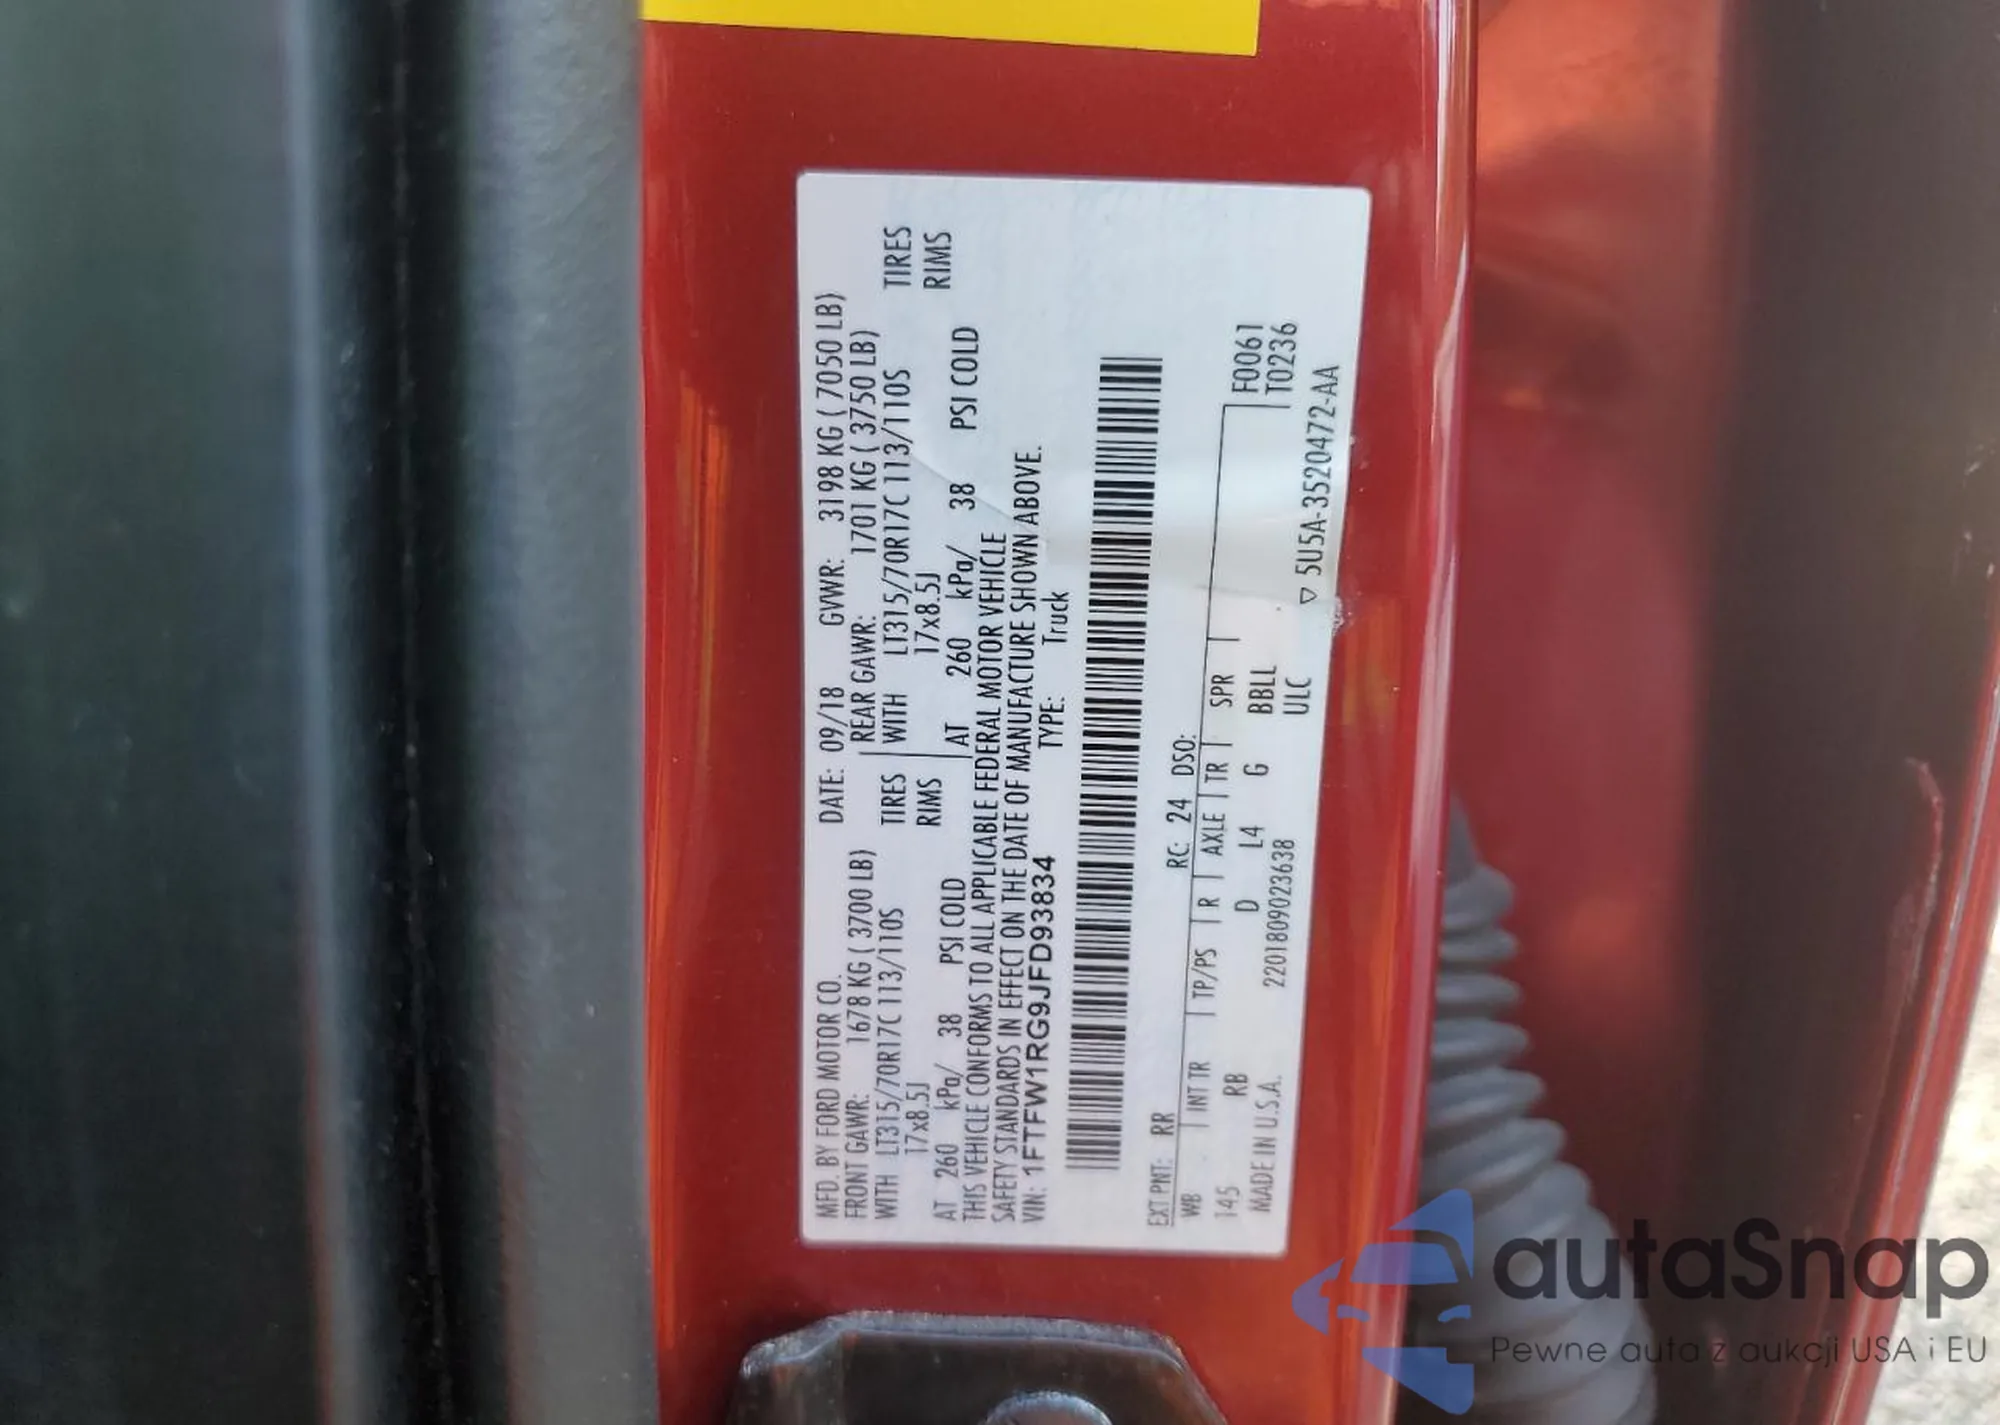 MFD. BY FORD MOTOR CO.
DATE: 09/18 GVWR: 3198 KG ( 7050 LB)
FRONT GAWR: 1678 KG ( 3700 LB)
REAR GAWR: 1701 KG ( 3750 LB)
WITH LT315/70R17C 113/110S TIRES
WITH LT315/70R17C 113/110S TIRES
17x8.5J RIMS
17x8.5J RIMS
AT 260 kPa/ 38 PSI COLD
AT 260 kPa/ 38 PSI COLD
THIS VEHICLE CONFORMS TO ALL APPLICABLE FEDERAL MOTOR VEHICLE
SAFETY STANDARDS IN EFFECT ON THE DATE OF MANUFACTURE SHOWN ABOVE.
VIN: 1FTFW1RG9JFD93834
TYPE: Truck
EXT PNT: RR RC: 24 DSO:
WB INT TR TP/PS R AXLE TR SPR
F0061
145 RB D L4 G BBLL
T0236
MADE IN U.S.A. 2201809023638 ULC
▽ 5U5A-3520472-AA
autaSnap
Pewne auta z aukcji USA i EU